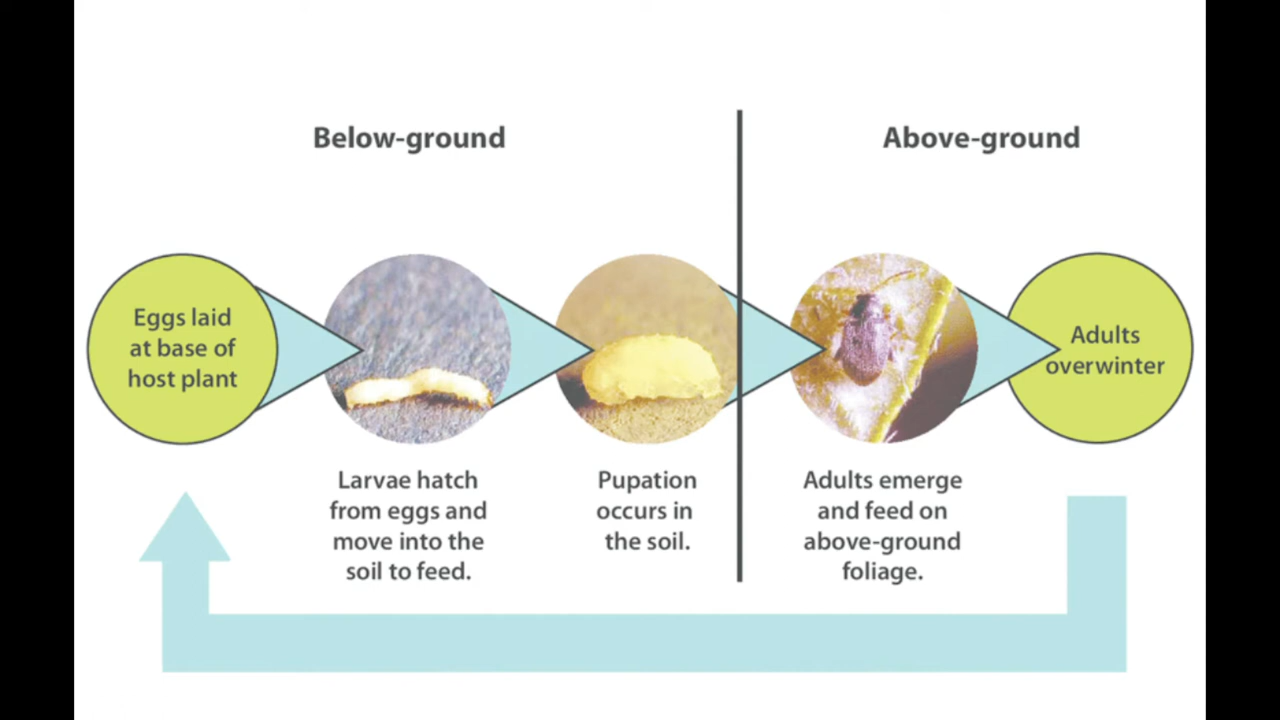 Below-ground
Above-ground
Eggs laid
at base of
host plant
Adults
overwinter
Larvae hatch
from eggs and
move into the
soil to feed.
Pupation
occurs in
the soil.
Adults emerge
and feed on
above-ground
foliage.